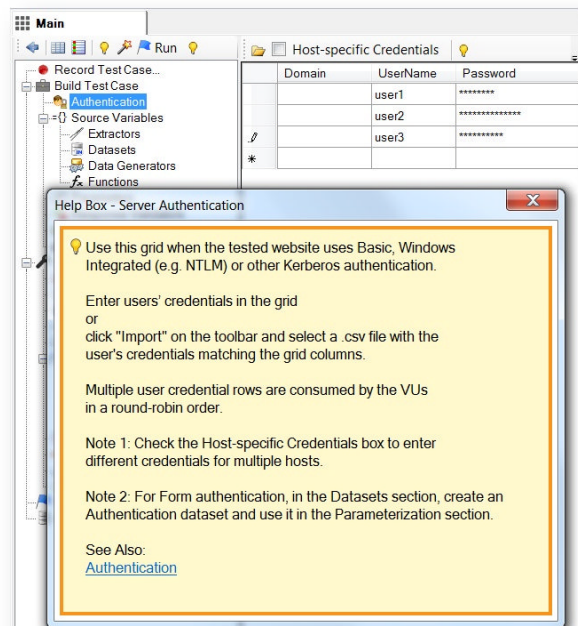 Main
Run
Host-specific Credentials
Record Test Case...
Build Test Case
Authentication
Source Variables
Extractors
Datasets
Data Generators
Functions
Domain UserName Password
user1 ********
user2 **************
user3 **********
Help Box - Server Authentication
Use this grid when the tested website uses Basic, Windows
Integrated (e.g. NTLM) or other Kerberos authentication.
Enter users' credentials in the grid
or
click "Import" on the toolbar and select a .csv file with the
user's credentials matching the grid columns.
Multiple user credential rows are consumed by the VUs
in a round-robin order.
Note 1: Check the Host-specific Credentials box to enter
different credentials for multiple hosts.
Note 2: For Form authentication, in the Datasets section, create an
Authentication dataset and use it in the Parameterization section.
See Also:
Authentication